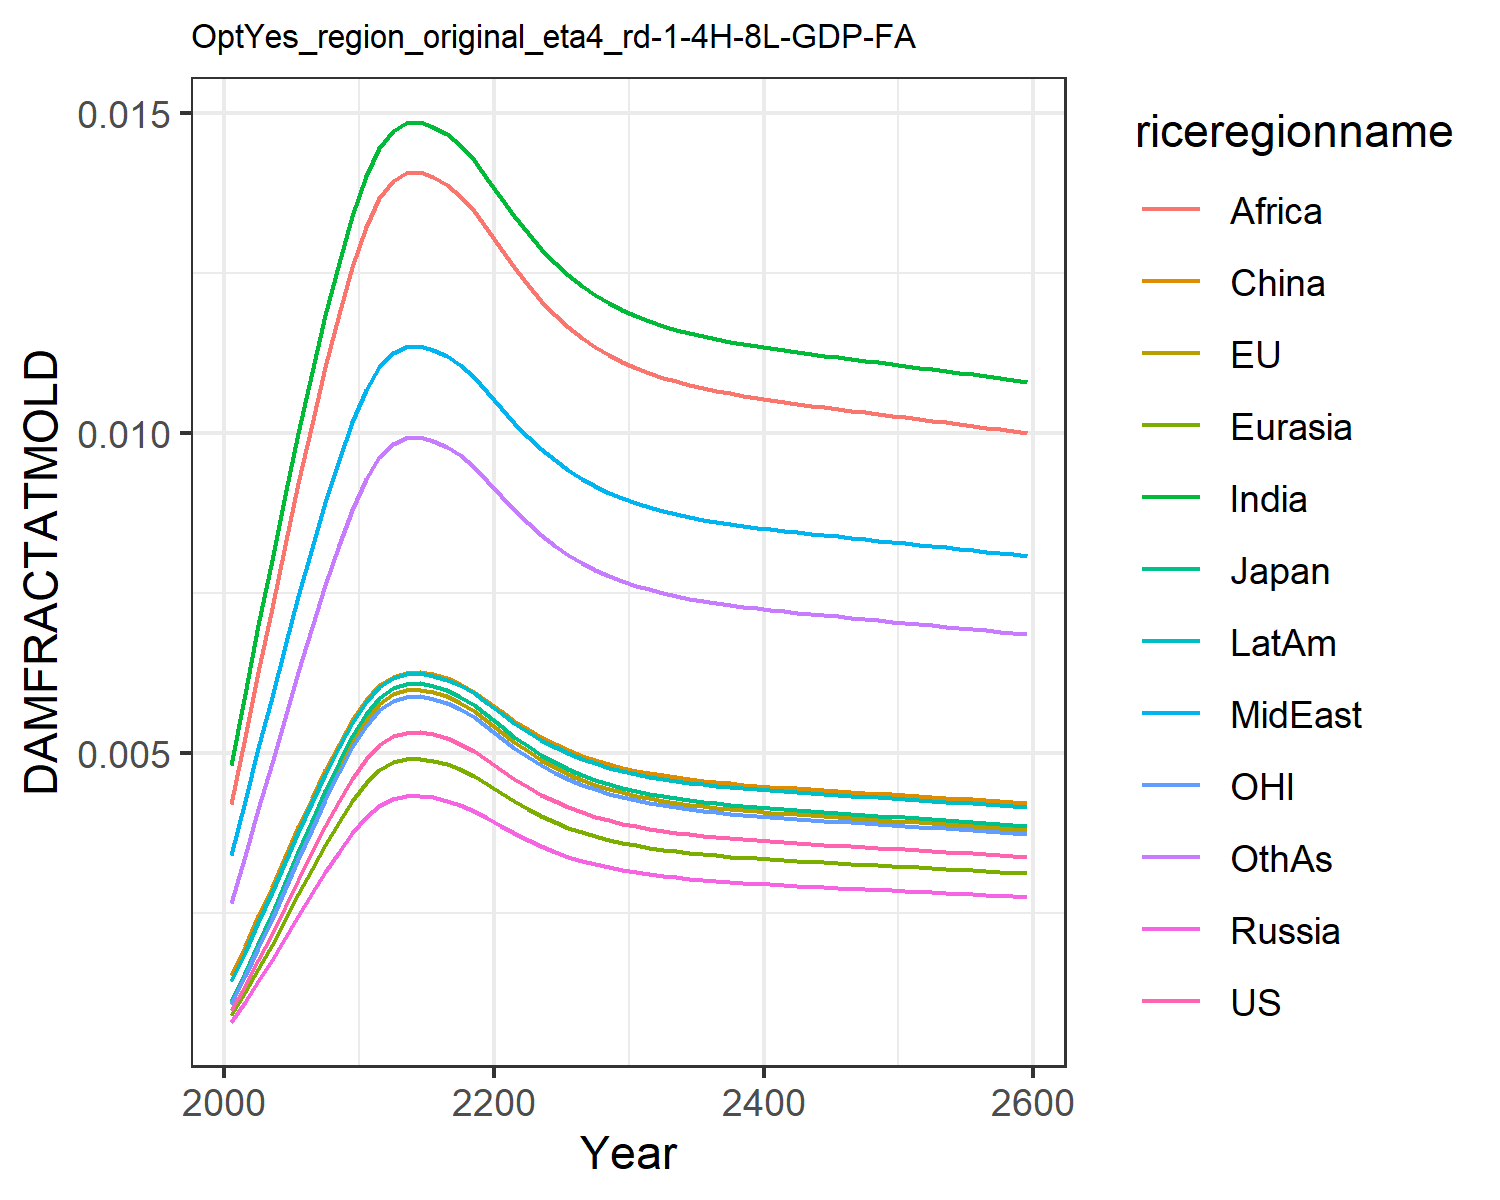 OptYes_region_original_eta4_rd-1-4H-8L-GDP-FA
0.015
0.010
0.005
DAMFRACTATMOLD
2000 2200 2400 2600
Year
riceregionname
Africa
China
EU
Eurasia
India
Japan
LatAm
MidEast
OHI
OthAs
Russia
US